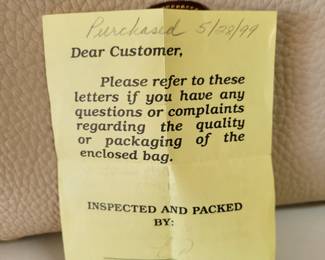 Purchased 5/28/99
Dear Customer,
Please refer to these
letters if you have any
questions or complaints
regarding the quality
or packaging of the
enclosed bag.
INSPECTED AND PACKED
BY: